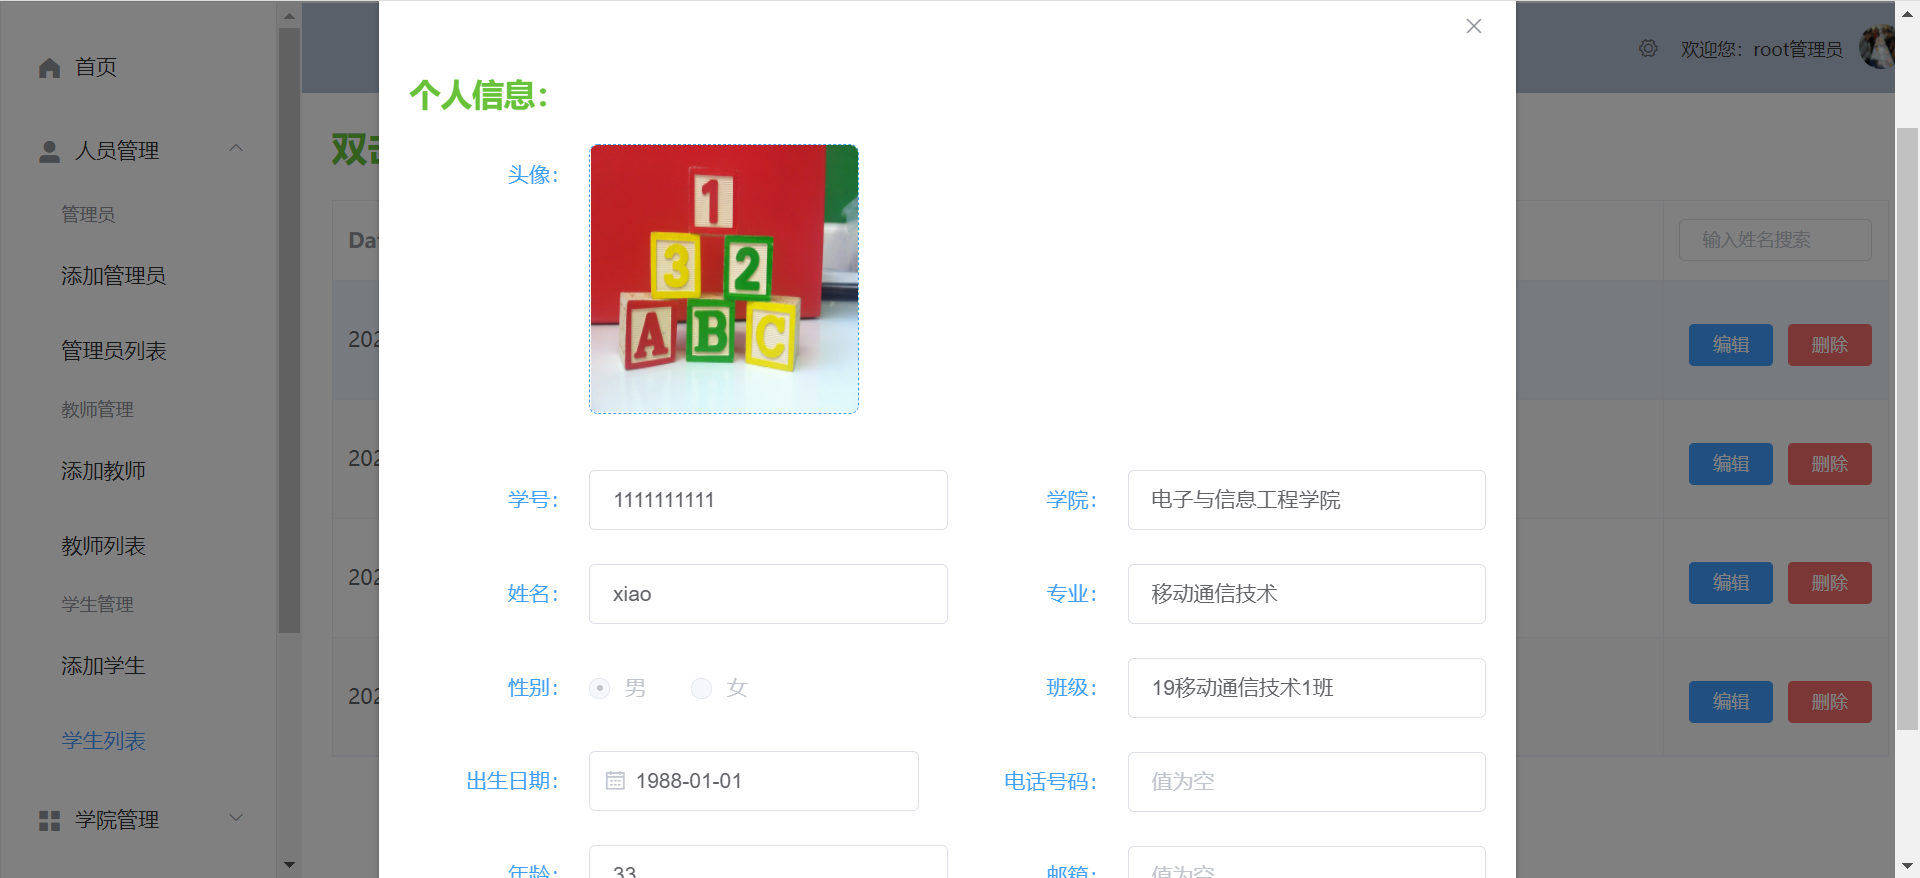 首页
人员管理
管理员
添加管理员
管理员列表
教师管理
添加教师
教师列表
学生管理
添加学生
学生列表
学院管理
欢迎您：root管理员
个人信息：
头像：
1
3 2
A B C
学号： 1111111111
学院： 电子与信息工程学院
姓名： xiao
专业： 移动通信技术
性别： 男 女
班级： 19移动通信技术1班
出生日期： 1988-01-01
电话号码： 值为空
年龄： 33
邮箱： 值为空
双击
Dat
202
202
202
202
输入姓名搜索
编辑 删除
编辑 删除
编辑 删除
编辑 删除